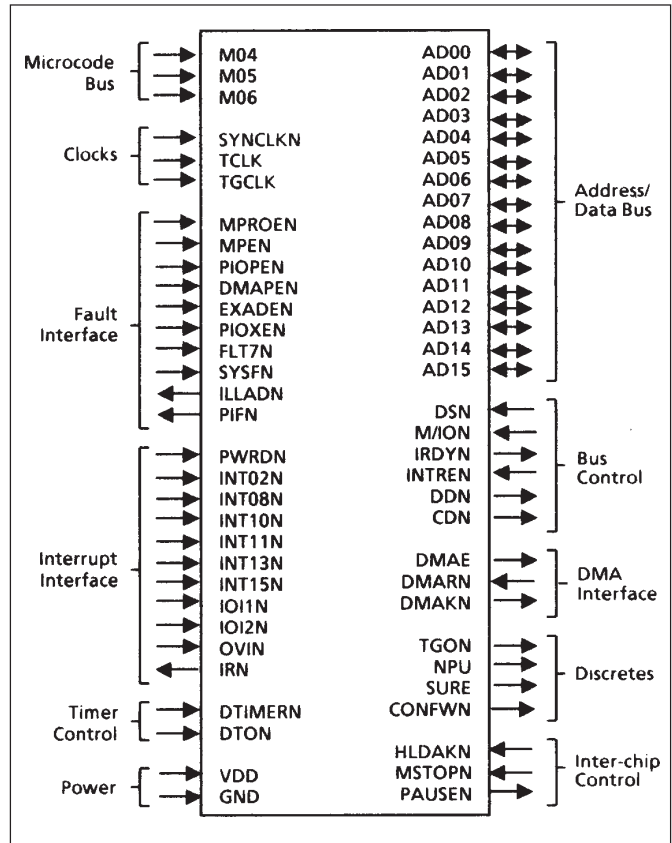 Microcode
Bus
M04
M05
M06
Clocks
SYNCLKN
TCLK
TGCLK
Fault
Interface
MPROEN
MPEN
PIOPEN
DMAPEN
EXADEN
PIOXEN
FLT7N
SYSFN
ILLADN
PIFN
Interrupt
Interface
PWRDN
INT02N
INT08N
INT10N
INT11N
INT13N
INT15N
IOI1N
IOI2N
OVIN
IRN
Timer
Control
DTIMERN
DTON
Power
VDD
GND
AD00
AD01
AD02
AD03
AD04
AD05
AD06
AD07
AD08
AD09
AD10
AD11
AD12
AD13
AD14
AD15
Address/
Data Bus
DSN
M/ION
IRDYN
INTREN
DDN
CDN
Bus
Control
DMAE
DMARN
DMAKN
DMA
Interface
TGON
NPU
SURE
CONFWN
Discretes
HLDAKN
MSTOPN
PAUSEN
Inter-chip
Control